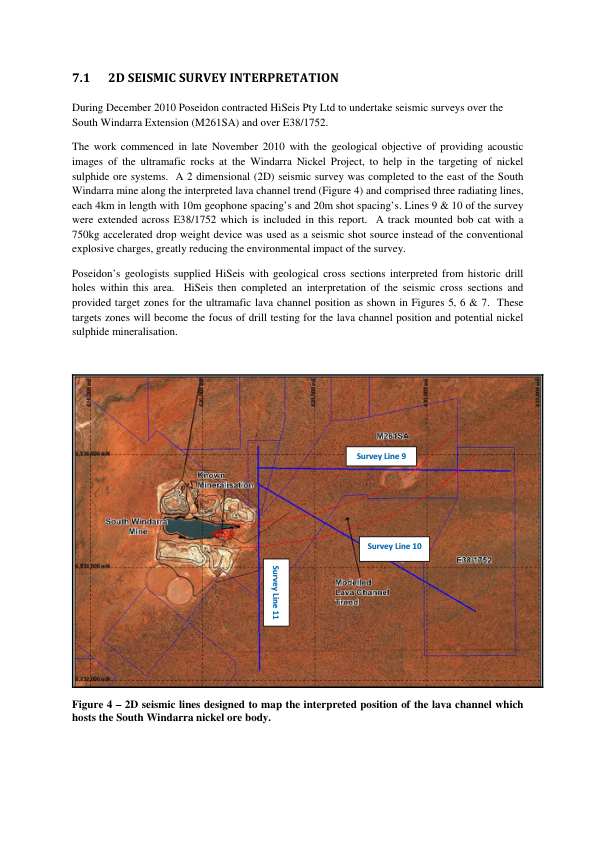 7.1 2D SEISMIC SURVEY INTERPRETATION
During December 2010 Poseidon contracted HiSeis Pty Ltd to undertake seismic surveys over the
South Windarra Extension (M261SA) and over E38/1752.
The work commenced in late November 2010 with the geological objective of providing acoustic
images of the ultramafic rocks at the Windarra Nickel Project, to help in the targeting of nickel
sulphide ore systems. A 2 dimensional (2D) seismic survey was completed to the east of the South
Windarra mine along the interpreted lava channel trend (Figure 4) and comprised three radiating lines,
each 4km in length with 10m geophone spacing's and 20m shot spacing's. Lines 9 & 10 of the survey
were extended across E38/1752 which is included in this report. A track mounted bob cat with a
750kg accelerated drop weight device was used as a seismic shot source instead of the conventional
explosive charges, greatly reducing the environmental impact of the survey.
Poseidon's geologists supplied HiSeis with geological cross sections interpreted from historic drill
holes within this area. HiSeis then completed an interpretation of the seismic cross sections and
provided target zones for the ultramafic lava channel position as shown in Figures 5, 6 & 7. These
targets zones will become the focus of drill testing for the lava channel position and potential nickel
sulphide mineralisation.
M261SA
Survey Line 9
Known
Mineralisation
South Windarra
Mine
Survey Line 10
E38/1752
Survey Line 11
Modelled
Lava Channel
Trend
Figure 4 – 2D seismic lines designed to map the interpreted position of the lava channel which
hosts the South Windarra nickel ore body.